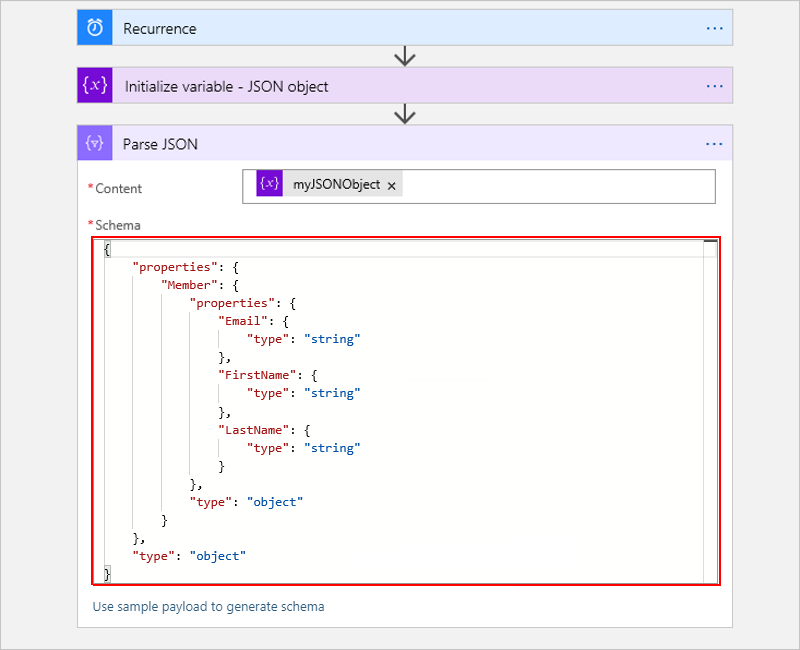 Recurrence ...
{x} Initialize variable - JSON object ...
Parse JSON ...
*Content {x} myJSONObject ×
*Schema
{
    "properties": {
        "Member": {
            "properties": {
                "Email": {
                    "type": "string"
                },
                "FirstName": {
                    "type": "string"
                },
                "LastName": {
                    "type": "string"
                }
            },
            "type": "object"
        }
    },
    "type": "object"
}
Use sample payload to generate schema